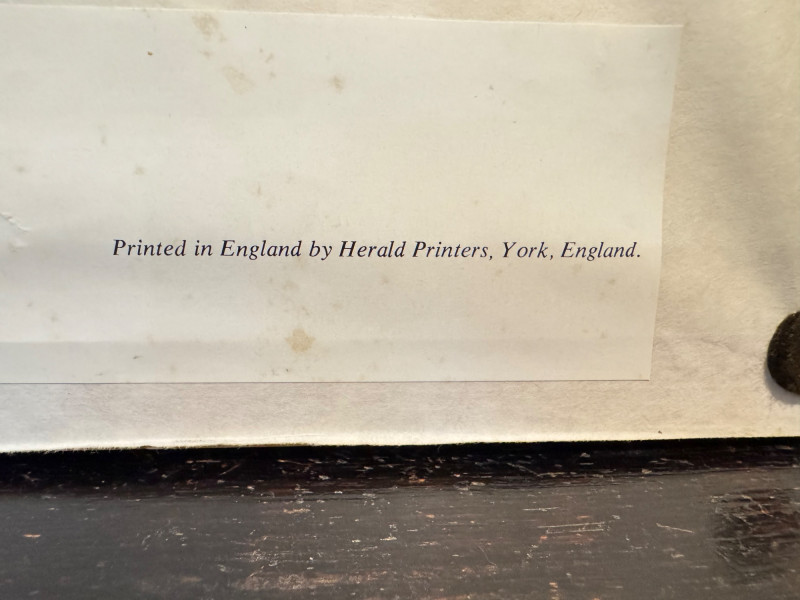 Printed in England by Herald Printers, York, England.